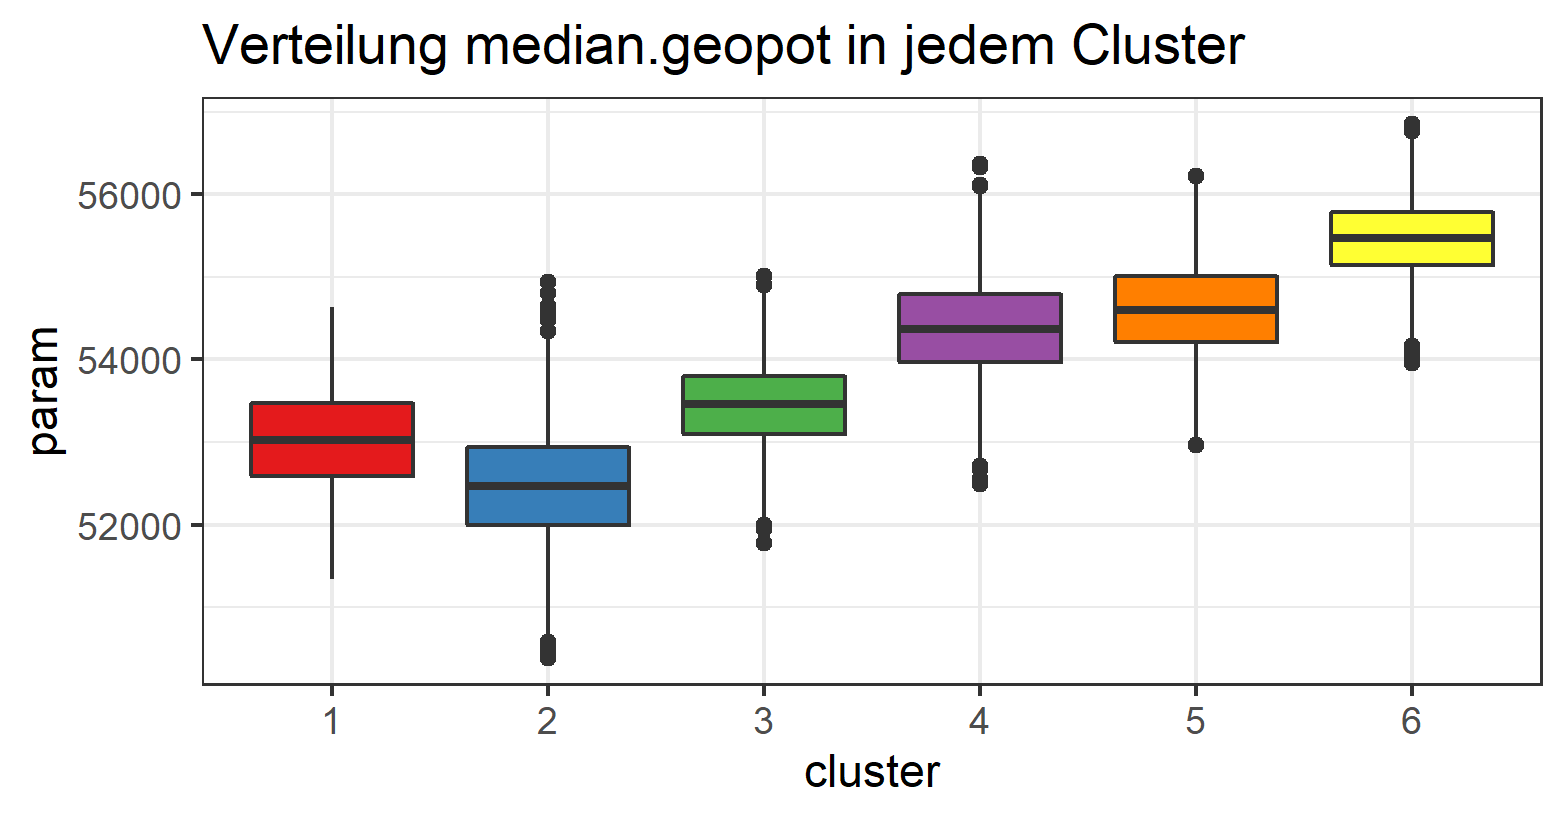 Verteilung median.geopot in jedem Cluster
param
56000
54000
52000
1 2 3 4 5 6
cluster